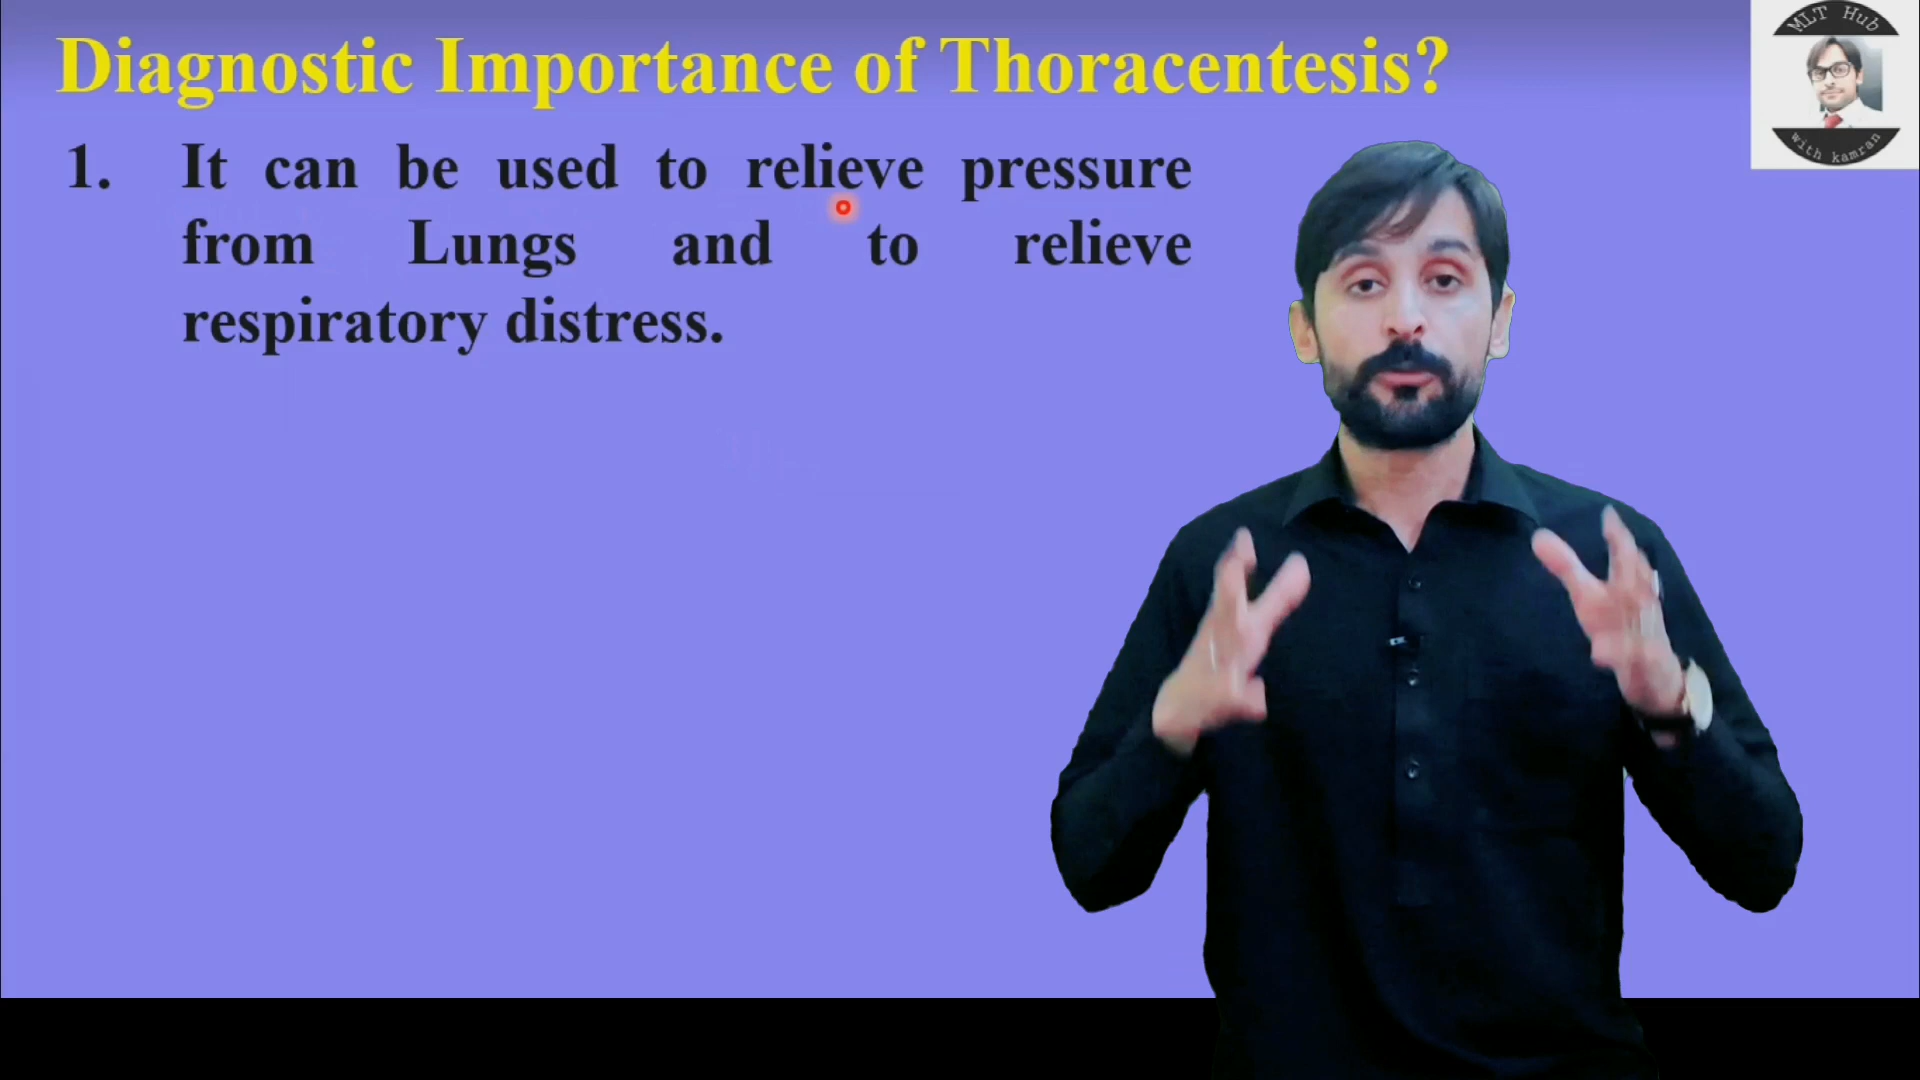 Diagnostic Importance of Thoracentesis?
MLT Hub
with kamran
1. It can be used to relieve pressure
from Lungs and to relieve
respiratory distress.